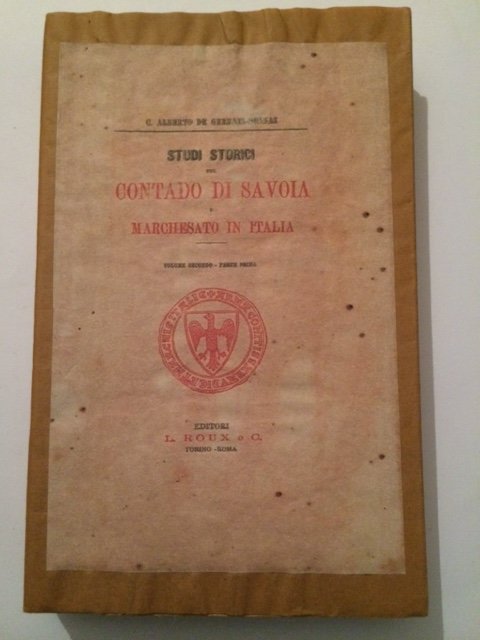 C. ALBERTO DE GERBAIX-SONNAZ
STUDI STORICI
SUL
CONTADO DI SAVOIA
E
MARCHESATO IN ITALIA
VOLUME SECONDO - PARTE PRIMA
EDITORI
L. ROUX e C.
TORINO-ROMA